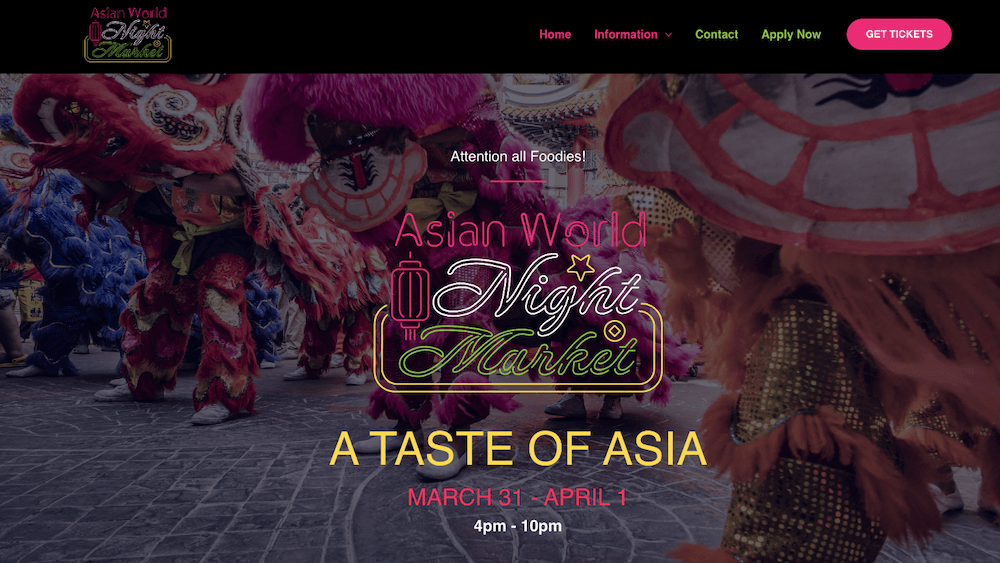 Asian World
Night
Market
Home
Information
Contact
Apply Now
GET TICKETS
Attention all Foodies!
Asian World
Night
Market
A TASTE OF ASIA
MARCH 31 - APRIL 1
4pm - 10pm